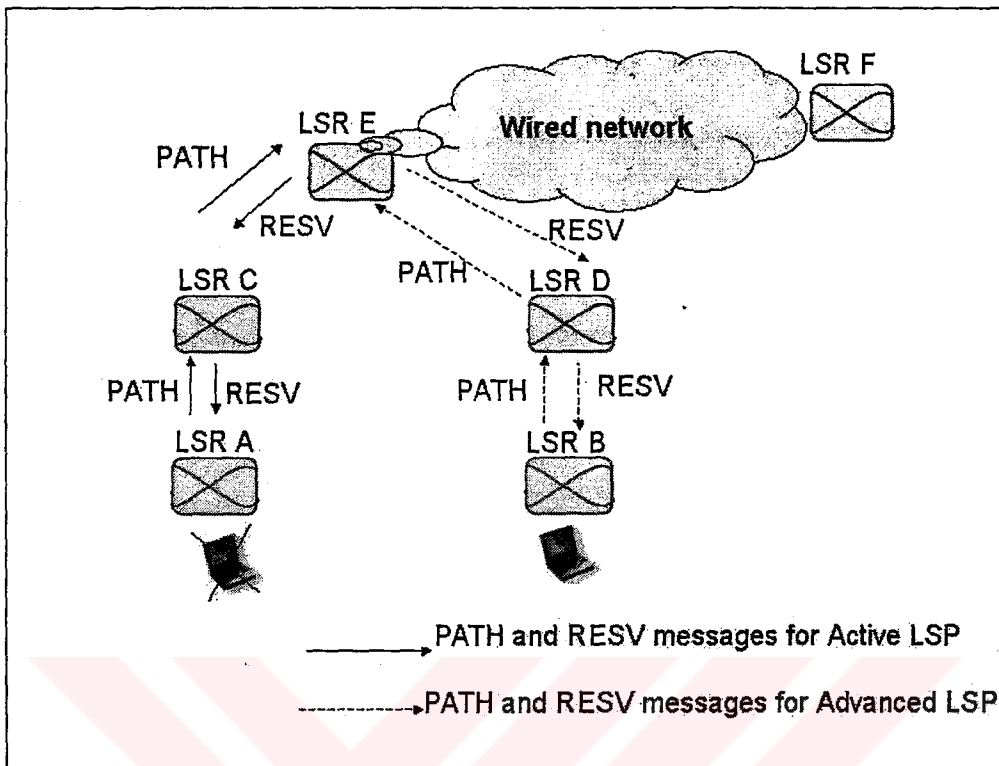 LSR F
Wired network
LSR E
PATH
RESV
RESV
PATH
LSR C
LSR D
PATH
RESV
PATH
RESV
LSR A
LSR B
PATH and RESV messages for Active LSP
PATH and RESV messages for Advanced LSP